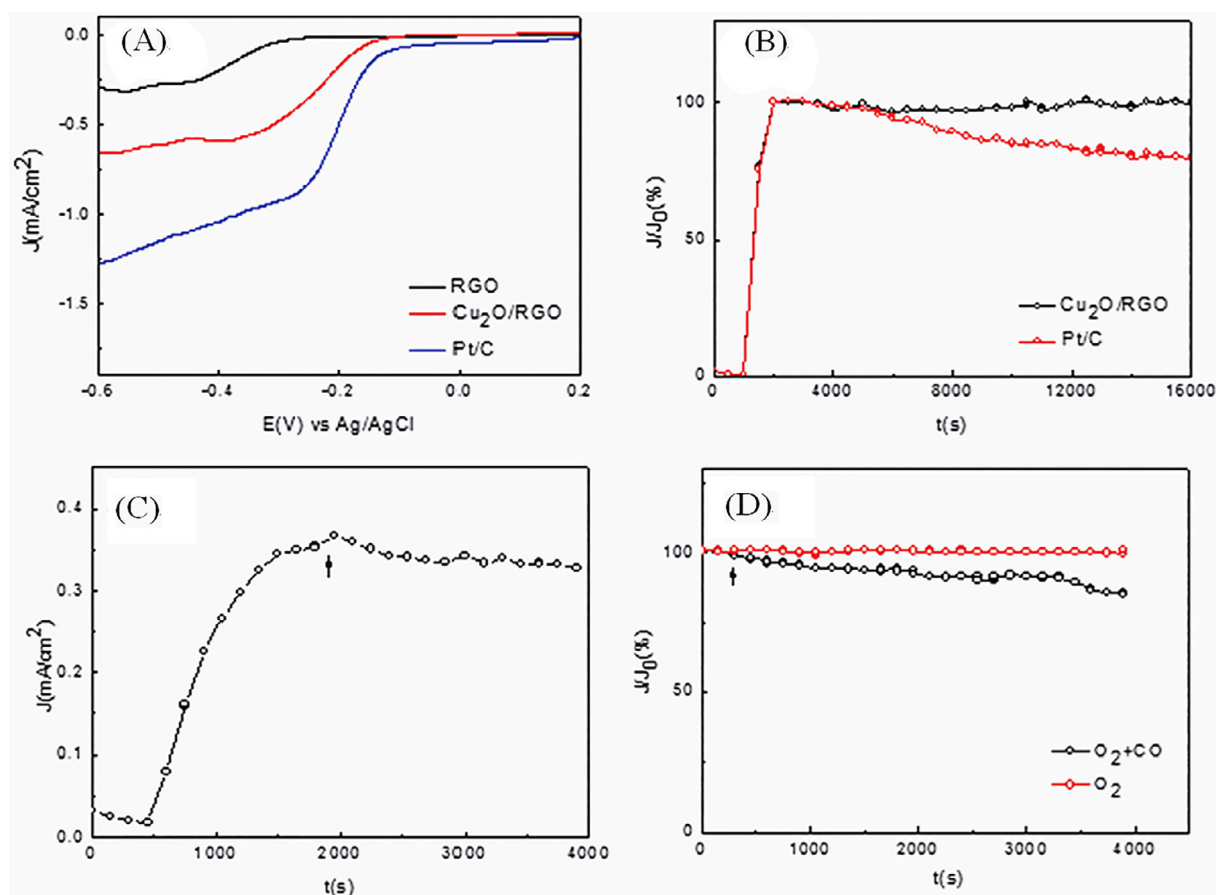 (A)
0.0
-0.5
-1.0
-1.5
J(mA/cm2)
RGO
Cu2O/RGO
Pt/C
-0.6
-0.4
-0.2
0.0
0.2
E(V) vs Ag/AgCl
(B)
100
50
0
J/J0(%)
Cu2O/RGO
Pt/C
0
4000
8000
12000
16000
t(s)
(C)
0.4
0.3
0.2
0.1
0.0
J(mA/cm2)
0
1000
2000
3000
4000
t(s)
(D)
100
50
0
J/J0(%)
O2+CO
O2
0
1000
2000
3000
4000
t(s)